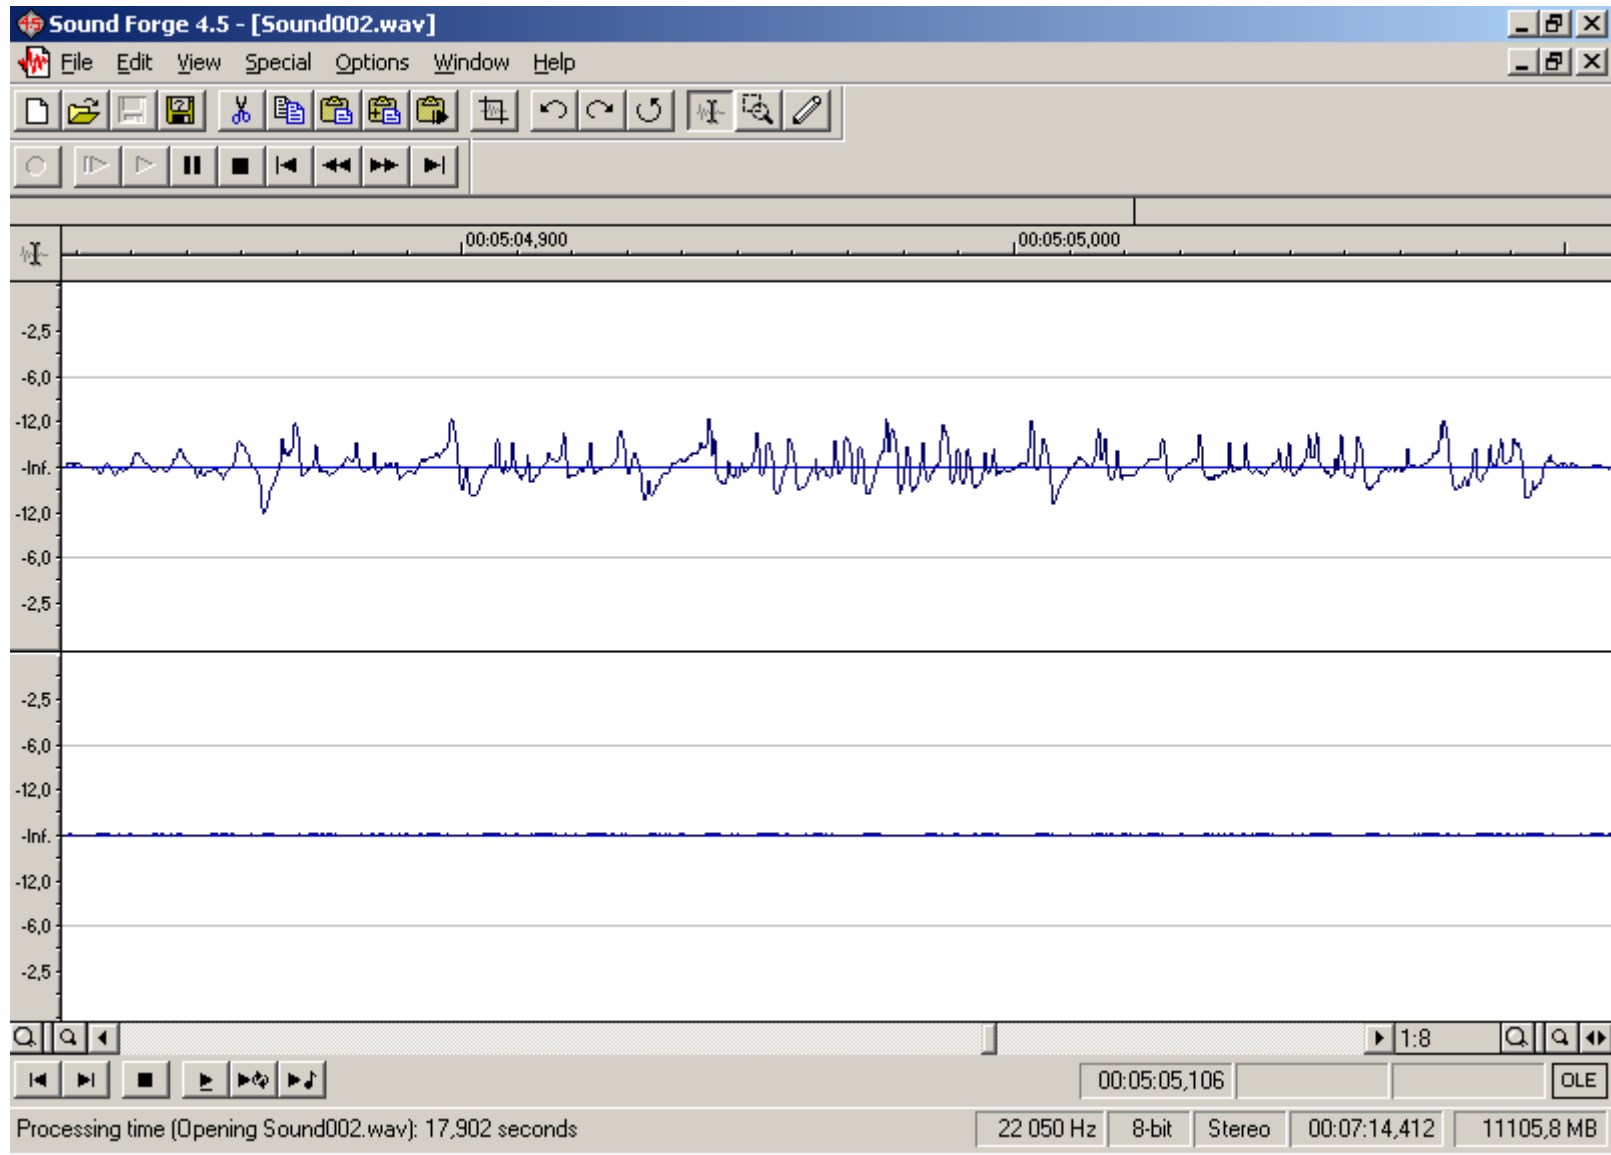 Sound Forge 4.5 - [Sound002.wav]
File Edit View Special Options Window Help
00:05:04,900 00:05:05,000
-2,5
-6,0
-12,0
-Inf.
-12,0
-6,0
-2,5
-2,5
-6,0
-12,0
-Inf.
-12,0
-6,0
-2,5
1:8
00:05:05,106 OLE
Processing time (Opening Sound002.wav): 17,902 seconds 22 050 Hz 8-bit Stereo 00:07:14,412 11105,8 MB